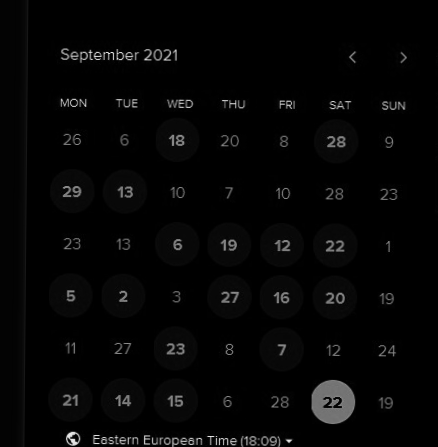 September 2021
MON TUE WED THU FRI SAT SUN
26 6 18 20 8 28 9
29 13 10 7 10 28 23
23 13 6 19 12 22 1
5 2 3 27 16 20 19
11 27 23 8 7 12 24
21 14 15 6 28 22 19
Eastern European Time (18:09)